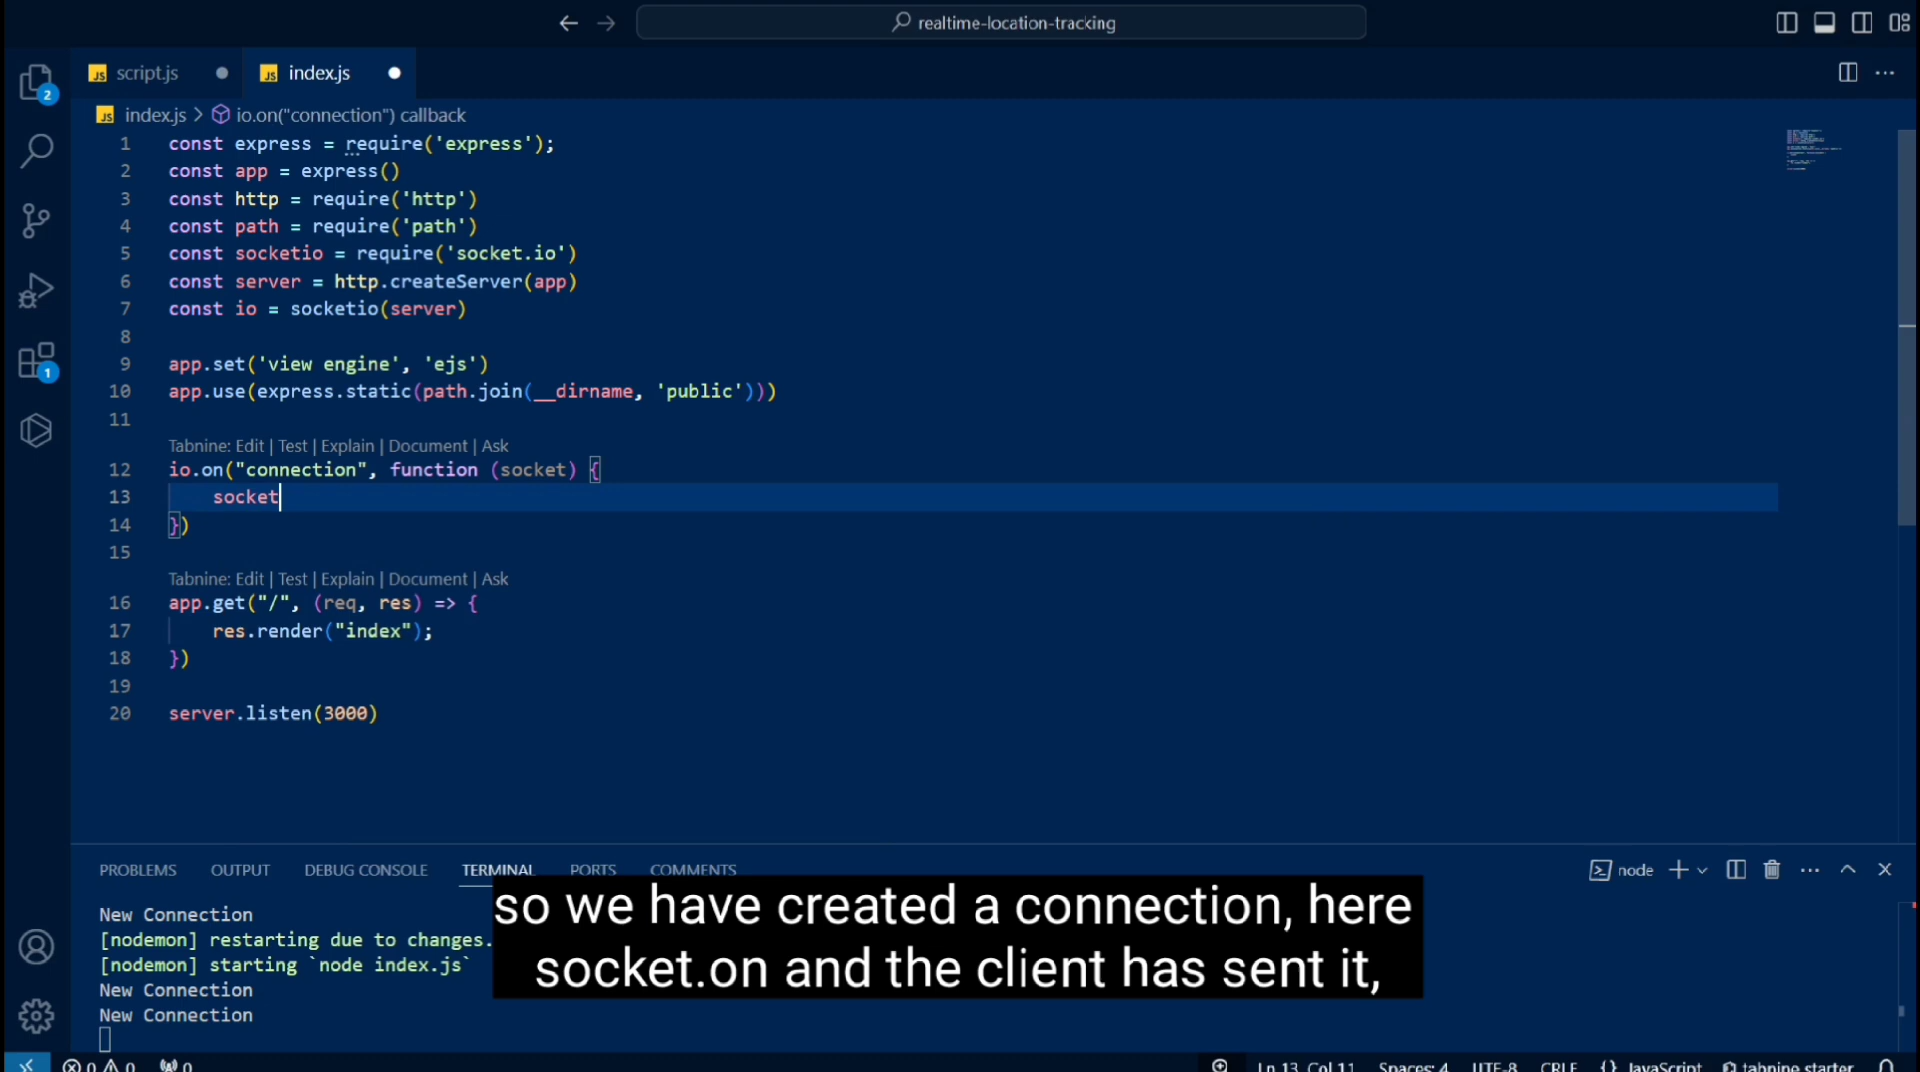 realtime-location-tracking
JS script.js
JS index.js
JS index.js > io.on("connection") callback
1 const express = require('express');
2 const app = express()
3 const http = require('http')
4 const path = require('path')
5 const socketio = require('socket.io')
6 const server = http.createServer(app)
7 const io = socketio(server)
8
9 app.set('view engine', 'ejs')
10 app.use(express.static(path.join(__dirname, 'public')))
11
Tabnine: Edit | Test | Explain | Document | Ask
12 io.on("connection", function (socket) {
13 socket
14 })
15
Tabnine: Edit | Test | Explain | Document | Ask
16 app.get("/", (req, res) => {
17 res.render("index");
18 })
19
20 server.listen(3000)
2
1
PROBLEMS OUTPUT DEBUG CONSOLE TERMINAL PORTS COMMENTS node
New Connection
[nodemon] restarting due to changes.
[nodemon] starting `node index.js`
New Connection
New Connection
so we have created a connection, here
socket.on and the client has sent it,
0 0 0 Ln 13, Col 11 Spaces: 4 UTF-8 CRLF {} JavaScript tabnine starter